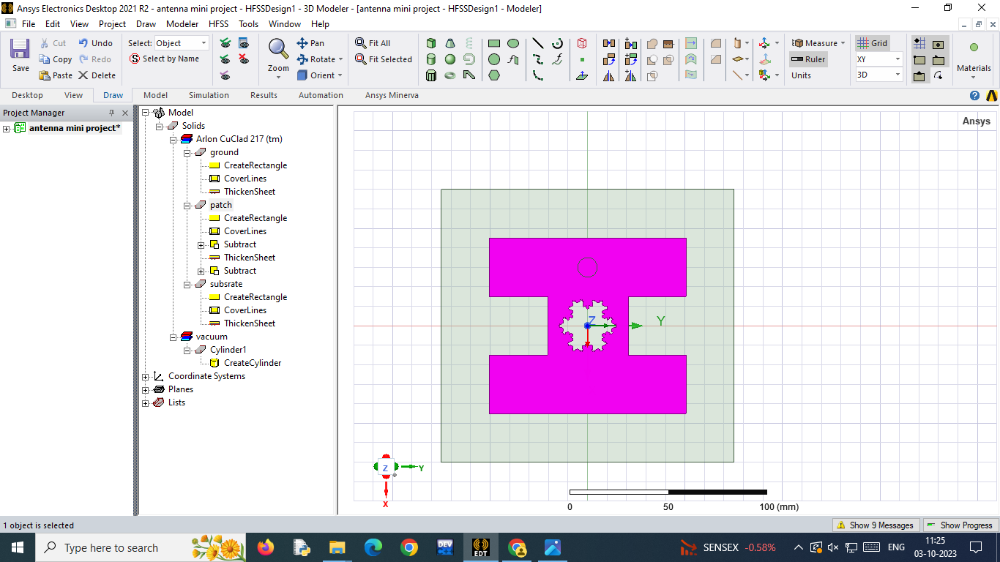 Ansys Electronics Desktop 2021 R2 - antenna mini project - HFSSDesign1 - 3D Modeler - [antenna mini project - HFSSDesign1 - Modeler]
File Edit View Project Draw Modeler HFSS Tools Window Help
Save
Cut
Copy
Paste
Undo
Redo
Delete
Select: Object
Select by Name
Zoom
Pan
Rotate
Orient
Fit All
Fit Selected
Measure
Ruler
Units
Grid
XY
3D
Materials
Desktop View Draw Model Simulation Results Automation Ansys Minerva
Project Manager
antenna mini project*
Model
Solids
Arlon CuClad 217 (tm)
ground
CreateRectangle
CoverLines
ThickenSheet
patch
CreateRectangle
CoverLines
Subtract
ThickenSheet
Subtract
subsrate
CreateRectangle
CoverLines
ThickenSheet
vacuum
Cylinder1
CreateCylinder
Coordinate Systems
Planes
Lists
Ansys
Z
Y
Z
Y
X
0 50 100 (mm)
1 object is selected
Show 9 Messages
Show Progress
Type here to search
DEV
EDT
SENSEX -0.58%
ENG
11:25
03-10-2023